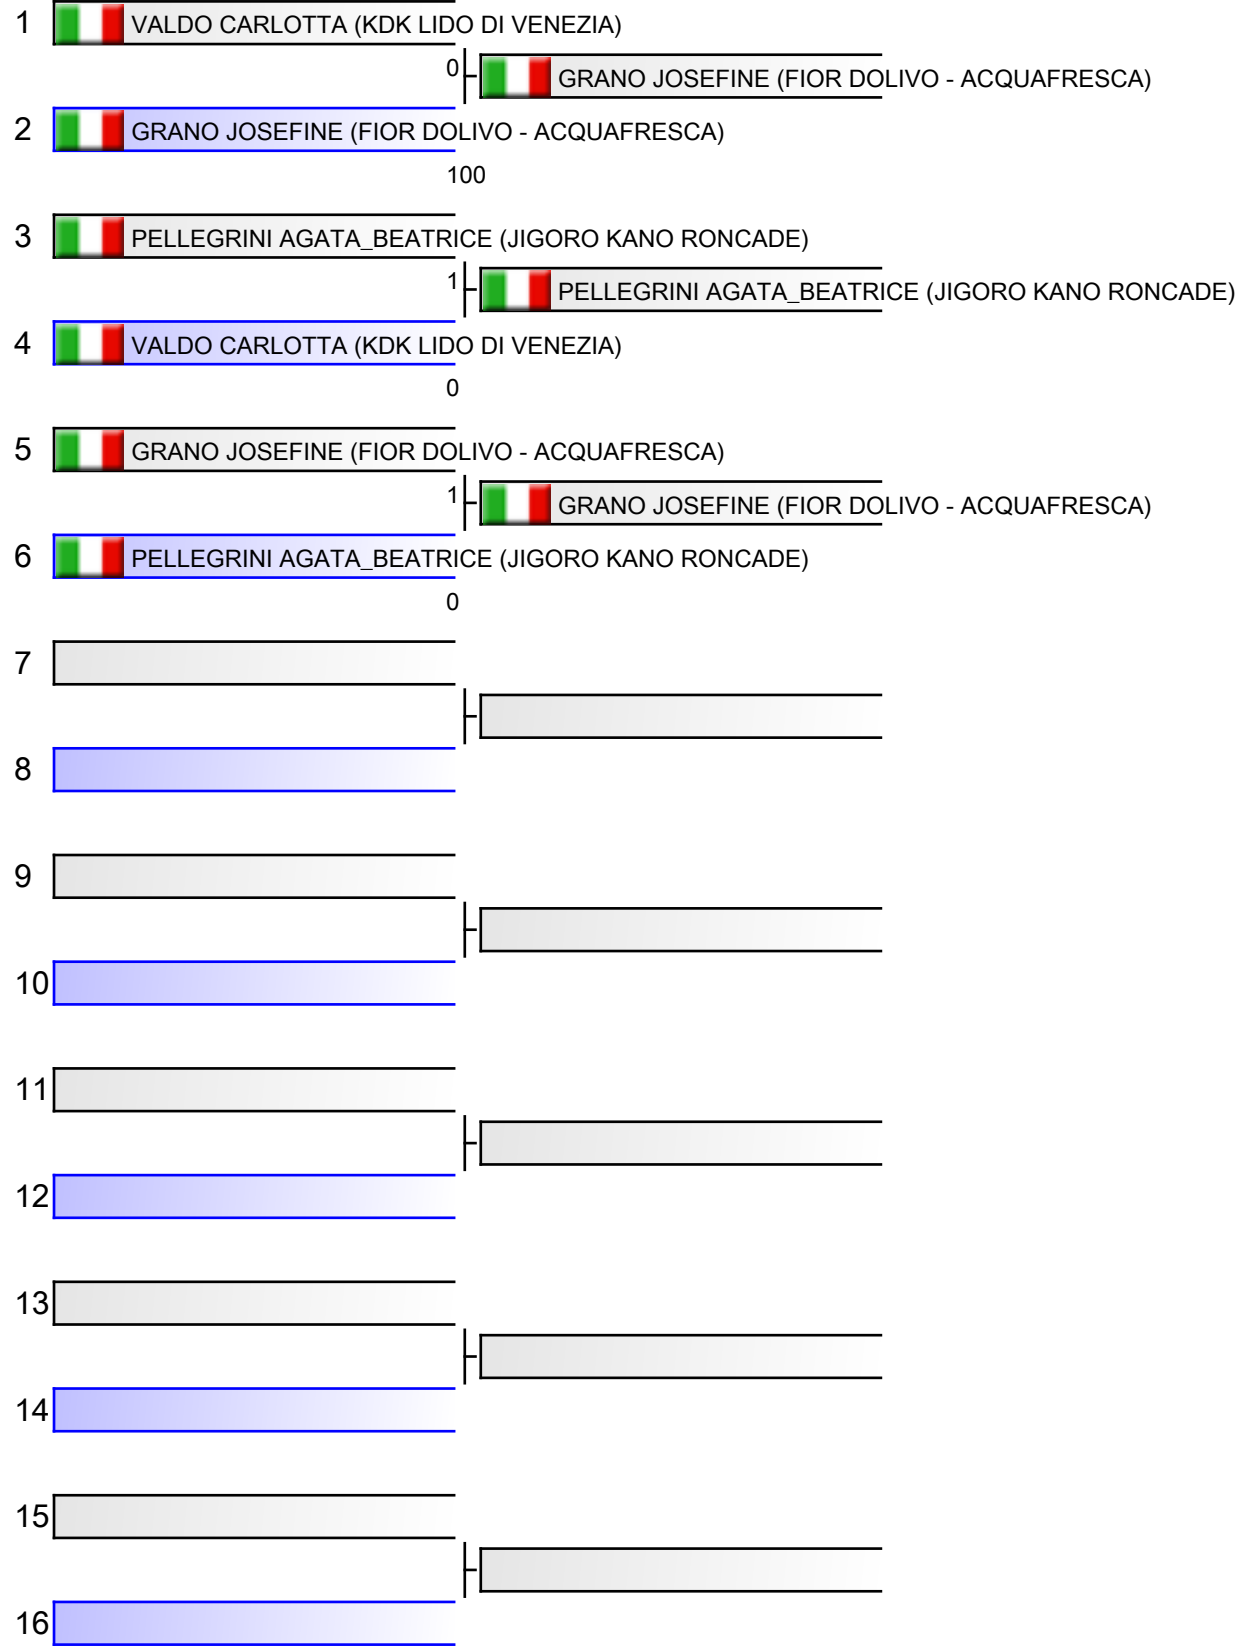 1 VALDO CARLOTTA (KDK LIDO DI VENEZIA)
0 GRANO JOSEFINE (FIOR DOLIVO - ACQUAFRESCA)
2 GRANO JOSEFINE (FIOR DOLIVO - ACQUAFRESCA)
100
3 PELLEGRINI AGATA_BEATRICE (JIGORO KANO RONCADE)
1 PELLEGRINI AGATA_BEATRICE (JIGORO KANO RONCADE)
4 VALDO CARLOTTA (KDK LIDO DI VENEZIA)
0
5 GRANO JOSEFINE (FIOR DOLIVO - ACQUAFRESCA)
1 GRANO JOSEFINE (FIOR DOLIVO - ACQUAFRESCA)
6 PELLEGRINI AGATA_BEATRICE (JIGORO KANO RONCADE)
0
7
8
9
10
11
12
13
14
15
16